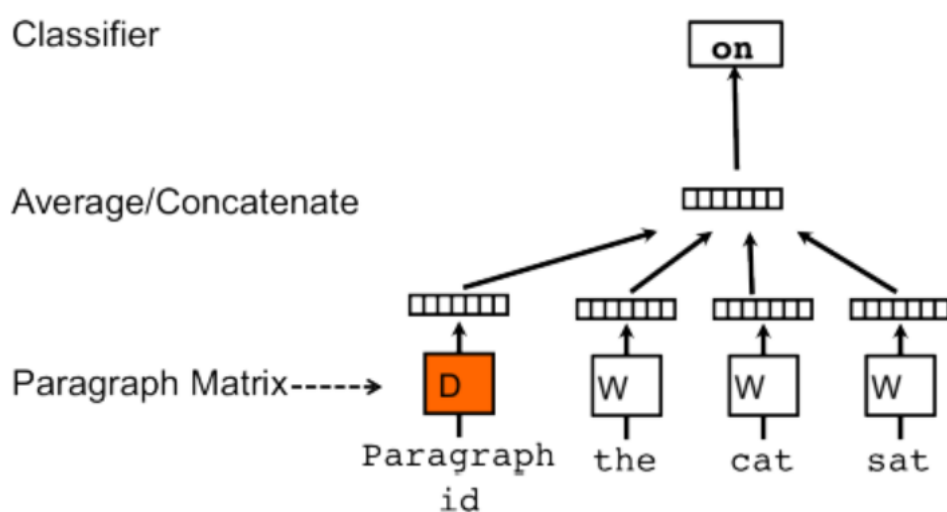 Classifier
on
Average/Concatenate
Paragraph Matrix
D
W
W
W
Paragraph
id
the
cat
sat